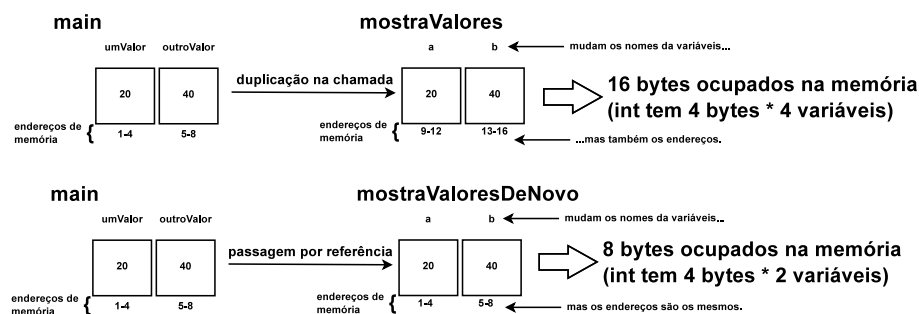 main
mostraValores
umValor
outroValor
a
b
mudam os nomes da variáveis...
20
40
duplicação na chamada
20
40
16 bytes ocupados na memória
(int tem 4 bytes * 4 variáveis)
endereços de
memória
{
1-4
5-8
endereços de
memória
{
9-12
13-16
...mas também os endereços.
main
mostraValoresDeNovo
umValor
outroValor
a
b
mudam os nomes da variáveis...
20
40
passagem por referência
20
40
8 bytes ocupados na memória
(int tem 4 bytes * 2 variáveis)
endereços de
memória
{
1-4
5-8
endereços de
memória
{
1-4
5-8
mas os endereços são os mesmos.